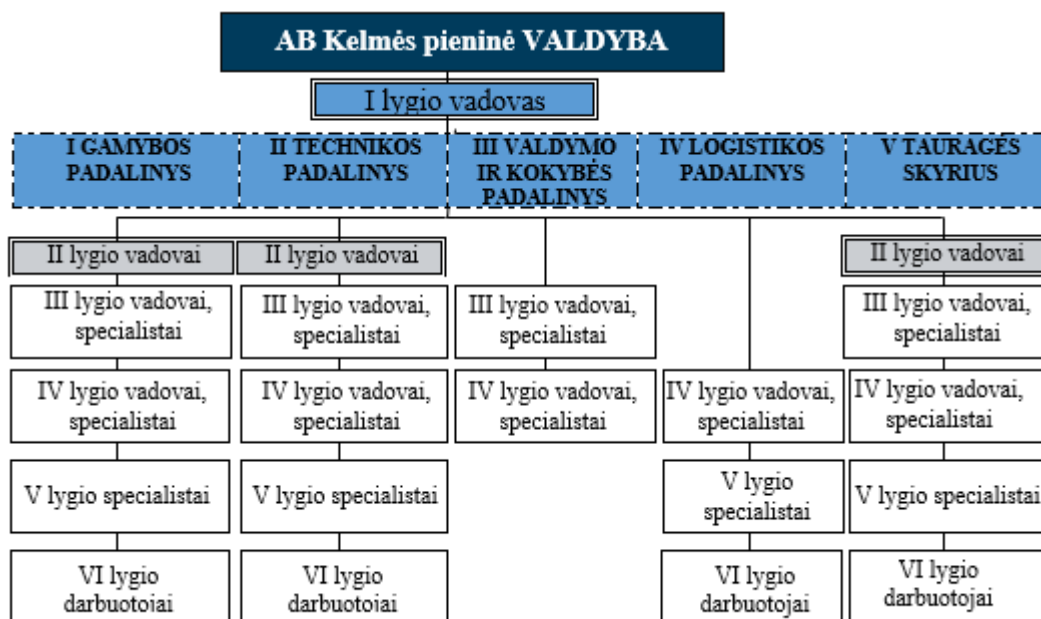 AB Kelmės pieninė VALDYBA
I lygio vadovas
I GAMYBOS
PADALINYS
II TECHNIKOS
PADALINYS
III VALDYMO
IR KOKYBĖS
PADALINYS
IV LOGISTIKOS
PADALINYS
V TAURAGĖS
SKYRIUS
II lygio vadovai
II lygio vadovai
II lygio vadovai
III lygio vadovai,
specialistai
III lygio vadovai,
specialistai
III lygio vadovai,
specialistai
III lygio vadovai,
specialistai
IV lygio vadovai,
specialistai
IV lygio vadovai,
specialistai
IV lygio vadovai,
specialistai
IV lygio vadovai,
specialistai
IV lygio vadovai,
specialistai
V lygio specialistai
V lygio specialistai
V lygio
specialistai
V lygio specialistai
VI lygio
darbuotojai
VI lygio
darbuotojai
VI lygio
darbuotojai
VI lygio
darbuotojai